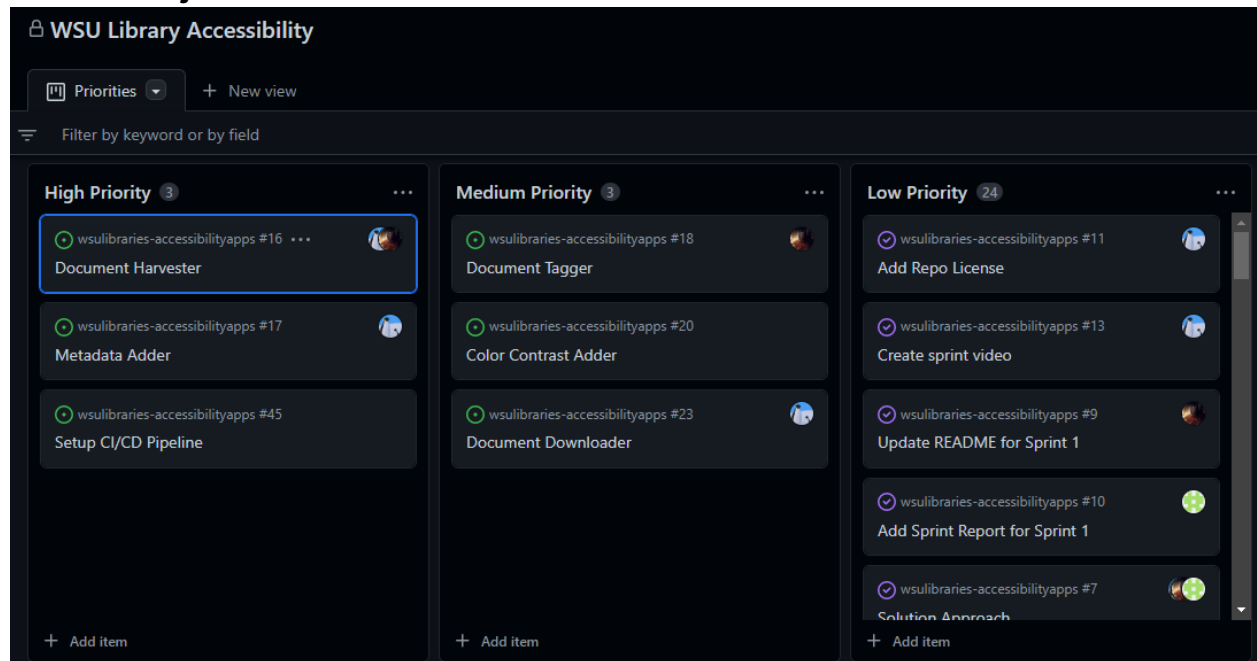 WSU Library Accessibility
Priorities
+ New view
Filter by keyword or by field
High Priority 3 ...
wsulibraries-accessibilityapps #16 ...
Document Harvester
wsulibraries-accessibilityapps #17
Metadata Adder
wsulibraries-accessibilityapps #45
Setup CI/CD Pipeline
+ Add item
Medium Priority 3 ...
wsulibraries-accessibilityapps #18
Document Tagger
wsulibraries-accessibilityapps #20
Color Contrast Adder
wsulibraries-accessibilityapps #23
Document Downloader
+ Add item
Low Priority 24 ...
wsulibraries-accessibilityapps #11
Add Repo License
wsulibraries-accessibilityapps #13
Create sprint video
wsulibraries-accessibilityapps #9
Update README for Sprint 1
wsulibraries-accessibilityapps #10
Add Sprint Report for Sprint 1
wsulibraries-accessibilityapps #7
Solution Approach
+ Add item